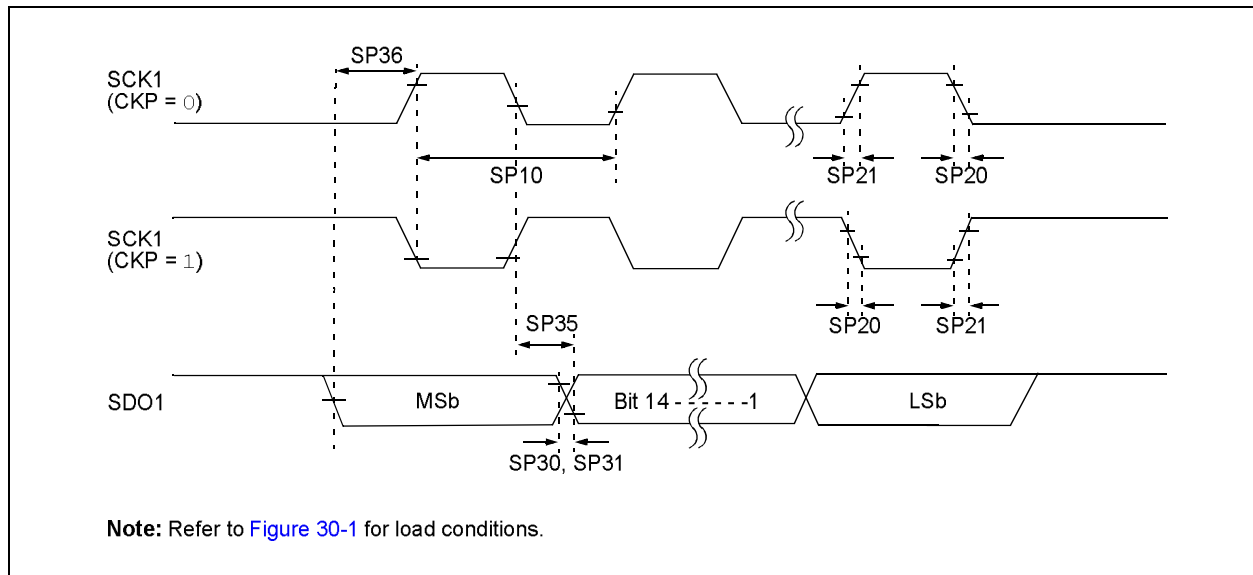 SP36
SCK1
(CKP = 0)
SP10
SP21
SP20
SCK1
(CKP = 1)
SP35
SP20
SP21
SDO1
MSb
Bit 14 - - - - - -1
LSb
SP30, SP31
Note: Refer to Figure 30-1 for load conditions.